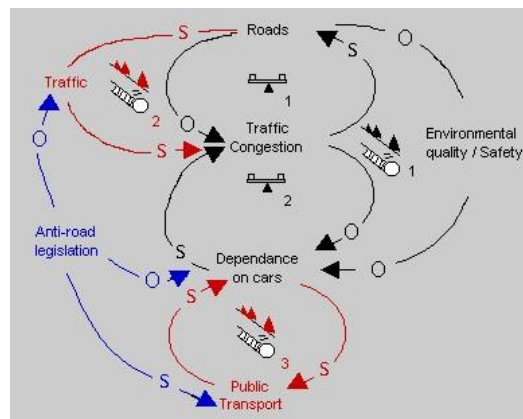 S
Roads
O
S
Traffic
2
1
O
O
Traffic
Congestion
S
Environmental
quality / Safety
1
2
Anti-road
legislation
S
O
O
O
Dependance
on cars
S
S
3
S
S
Public
Transport